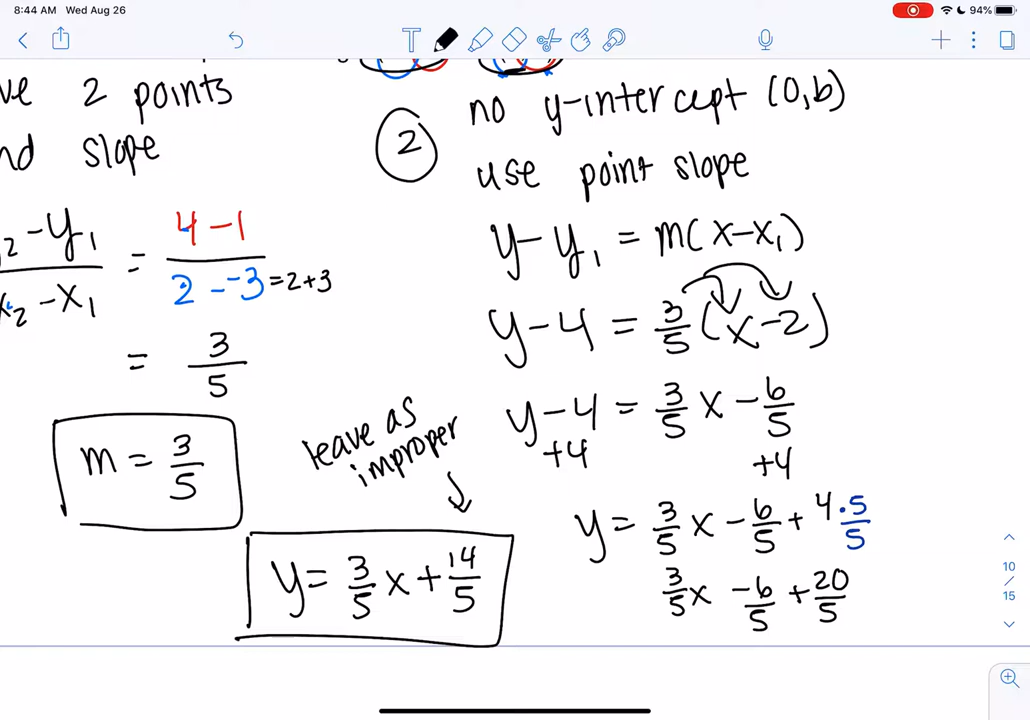 8:44 AM Wed Aug 26
94%
T
2 points
slope
2 - y₁ / x₂ - x₁ = 4 - 1 / 2 - -3 = 2 + 3
= 3/5
m = 3/5
2
no y-intercept (0,b)
use point slope
y - y₁ = m(x - x₁)
y - 4 = 3/5 (x - 2)
y - 4 = 3/5 x - 6/5
+4 +4
y = 3/5 x - 6/5 + 4 · 5/5
3/5 x - 6/5 + 20/5
leave as
improper
y = 3/5 x + 14/5
10
/
15